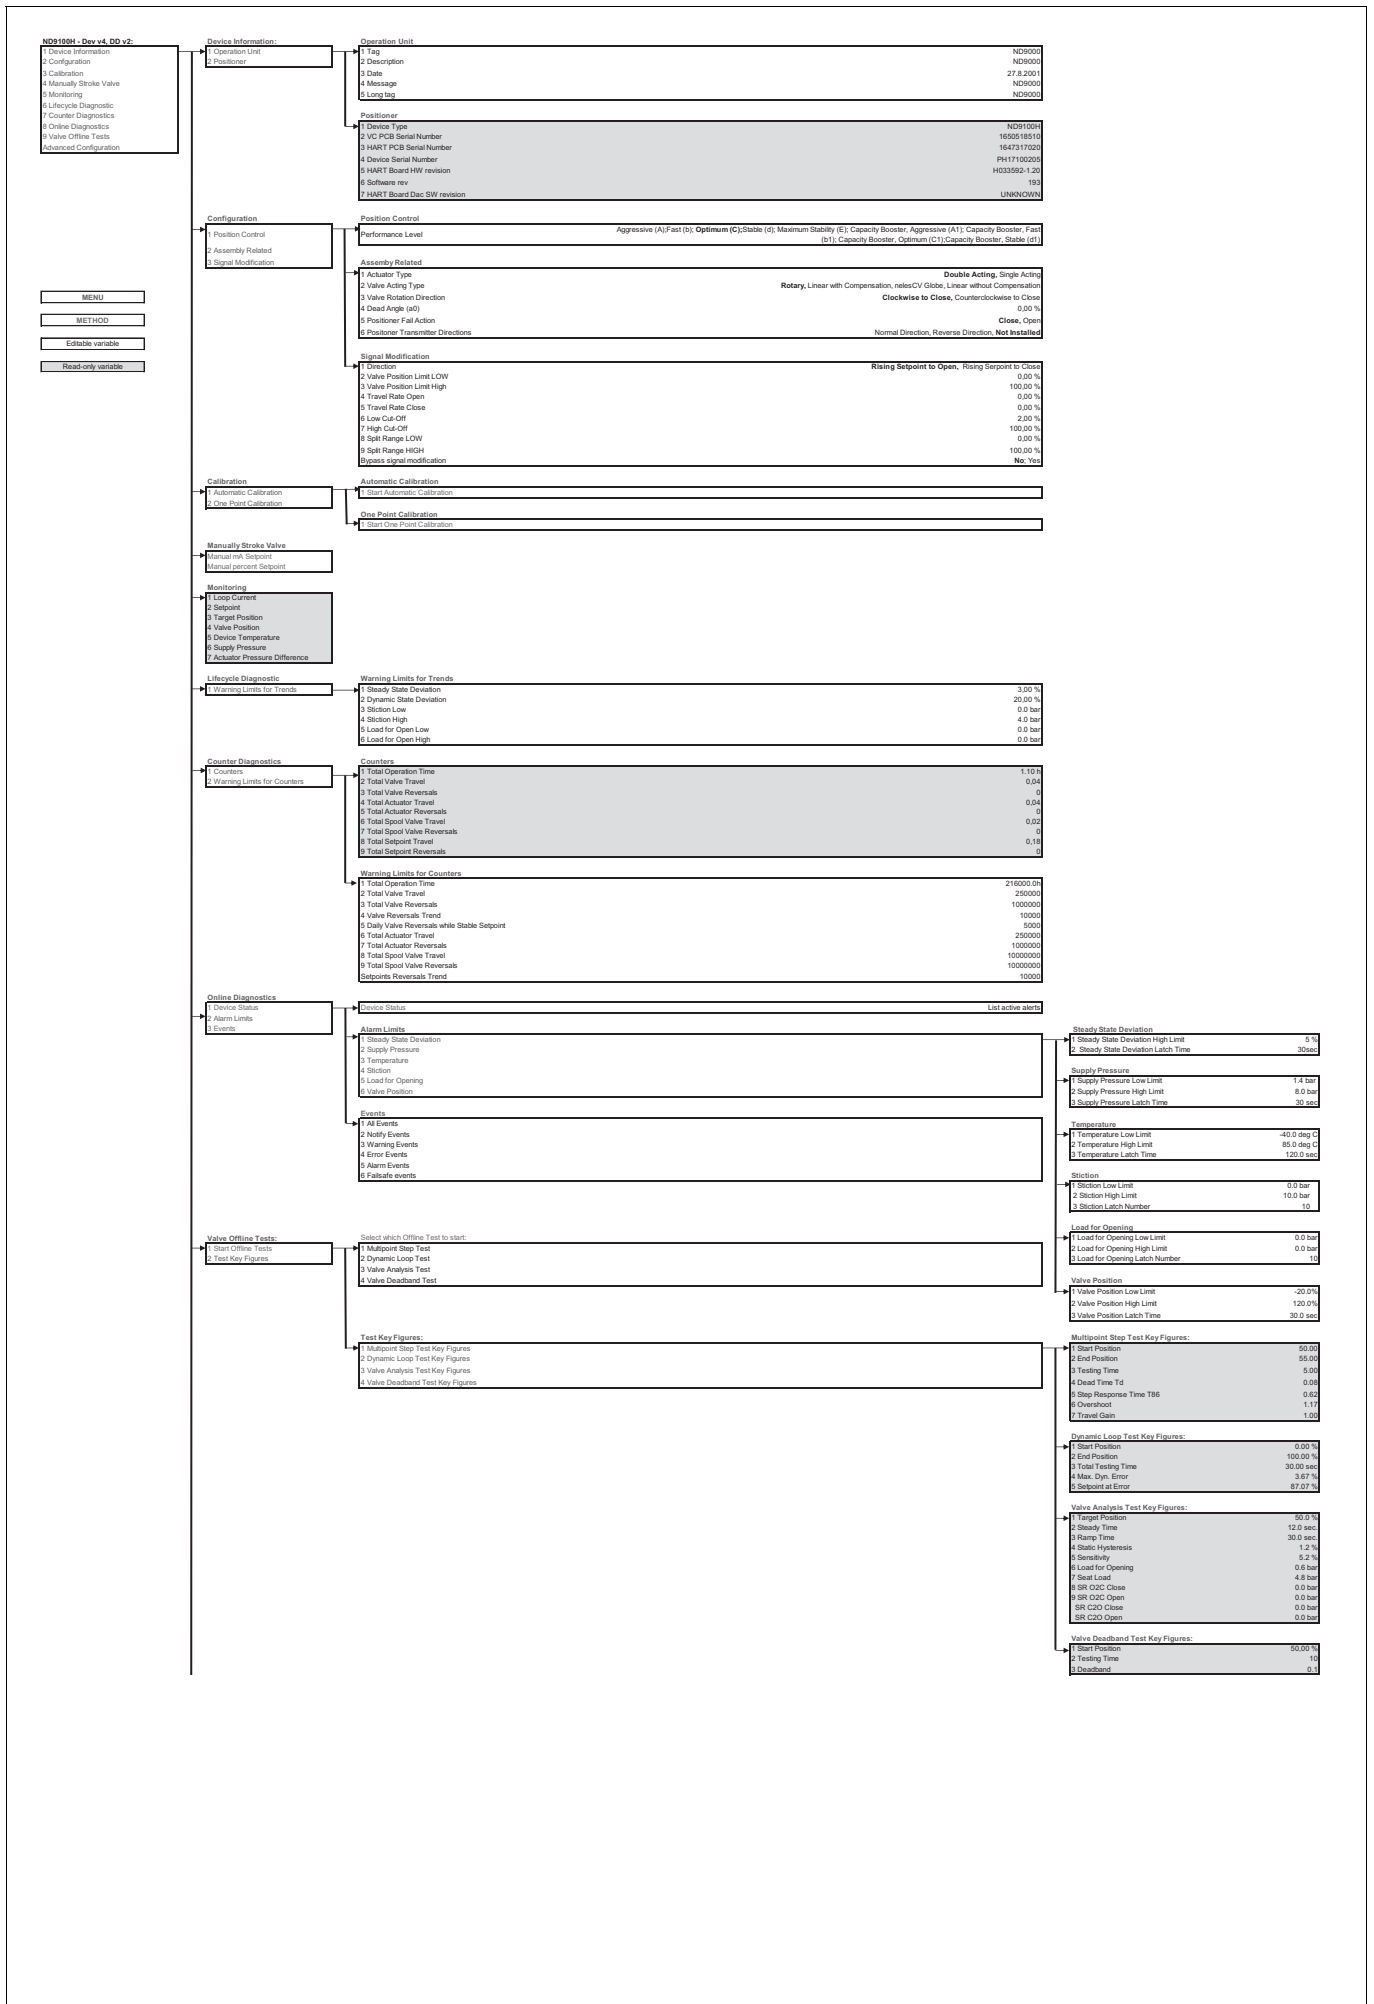 ND9100H - Dev v4, DD v2:
1 Device Information
2 Configuration
3 Calibration
4 Manually Stroke Valve
5 Monitoring
6 Lifecycle Diagnostic
7 Counter Diagnostics
8 Online Diagnostics
9 Valve Offline Tests
Advanced Configuration
MENU
METHOD
Editable variable
Read-only variable
Device Information:
1 Operation Unit
2 Positioner
Operation Unit
1 Tag ND9000
2 Description ND9000
3 Date 27.8.2001
4 Message ND9000
5 Long tag ND9000
Positioner
1 Device Type ND9100H
2 VC PCB Serial Number 1650518510
3 HART PCB Serial Number 1647317020
4 Device Serial Number PH17100205
5 HART Board HW revision H033592-1.20
6 Software rev 193
7 HART Board Dac SW revision UNKNOWN
Configuration
1 Position Control
2 Assembly Related
3 Signal Modification
Position Control
Performance Level Aggressive (A);Fast (b); Optimum (C);Stable (d); Maximum Stability (E); Capacity Booster, Aggressive (A1); Capacity Booster, Fast
(b1); Capacity Booster, Optimum (C1);Capacity Booster, Stable (d1)
Assemby Related
1 Actuator Type Double Acting, Single Acting
2 Valve Acting Type Rotary, Linear with Compensation, nelesCV Globe, Linear without Compensation
3 Valve Rotation Direction Clockwise to Close, Counterclockwise to Close
4 Dead Angle (a0) 0,00 %
5 Positioner Fail Action Close, Open
6 Positoner Transmitter Directions Normal Direction, Reverse Direction, Not Installed
Signal Modification
1 Direction Rising Setpoint to Open, Rising Serpoint to Close
2 Valve Position Limit LOW 0,00 %
3 Valve Position Limit High 100,00 %
4 Travel Rate Open 0,00 %
5 Travel Rate Close 0,00 %
6 Low Cut-Off 2,00 %
7 High Cut-Off 100,00 %
8 Split Range LOW 0,00 %
9 Split Range HIGH 100,00 %
Bypass signal modification No; Yes
Calibration
1 Automatic Calibration
2 One Point Calibration
Automatic Calibration
1 Start Automatic Calibration
One Point Calibration
1 Start One Point Calibration
Manually Stroke Valve
Manual mA Setpoint
Manual percent Setpoint
Monitoring
1 Loop Current
2 Setpoint
3 Target Position
4 Valve Position
5 Device Temperature
6 Supply Pressure
7 Actuator Pressure Difference
Lifecycle Diagnostic
1 Warning Limits for Trends
Warning Limits for Trends
1 Steady State Deviation 3,00 %
2 Dynamic State Deviation 20,00 %
3 Stiction Low 0.0 bar
4 Stiction High 4.0 bar
5 Load for Open Low 0.0 bar
6 Load for Open High 0.0 bar
Counter Diagnostics
1 Counters
2 Warning Limits for Counters
Counters
1 Total Operation Time 1.10 h
2 Total Valve Travel 0,04
3 Total Valve Reversals 0
4 Total Actuator Travel 0,04
5 Total Actuator Reversals 0
6 Total Spool Valve Travel 0,02
7 Total Spool Valve Reversals 0
8 Total Setpoint Travel 0,18
9 Total Setpoint Reversals 0
Warning Limits for Counters
1 Total Operation Time 216000.0h
2 Total Valve Travel 250000
3 Total Valve Reversals 1000000
4 Valve Reversals Trend 10000
5 Daily Valve Reversals while Stable Setpoint 5000
6 Total Actuator Travel 250000
7 Total Actuator Reversals 1000000
8 Total Spool Valve Travel 10000000
9 Total Spool Valve Reversals 10000000
Setpoints Reversals Trend 10000
Online Diagnostics
1 Device Status
2 Alarm Limits
3 Events
Device Status List active alerts
Alarm Limits
1 Steady State Deviation
2 Supply Pressure
3 Temperature
4 Stiction
5 Load for Opening
6 Valve Position
Events
1 All Events
2 Notify Events
3 Warning Events
4 Error Events
5 Alarm Events
6 Failsafe events
Steady State Deviation
1 Steady State Deviation High Limit 5 %
2 Steady State Deviation Latch Time 30sec
Supply Pressure
1 Supply Pressure Low Limit 1.4 bar
2 Supply Pressure High Limit 8.0 bar
3 Supply Pressure Latch Time 30 sec
Temperature
1 Temperature Low Limit -40.0 deg C
2 Temperature High Limit 85.0 deg C
3 Temperature Latch Time 120.0 sec
Stiction
1 Stiction Low Limit 0.0 bar
2 Stiction High Limit 10.0 bar
3 Stiction Latch Number 10
Load for Opening
1 Load for Opening Low Limit 0.0 bar
2 Load for Opening High Limit 0.0 bar
3 Load for Opening Latch Number 10
Valve Position
1 Valve Position Low Limit -20.0%
2 Valve Position High Limit 120.0%
3 Valve Position Latch Time 30.0 sec
Valve Offline Tests:
1 Start Offline Tests
2 Test Key Figures
Select which Offline Test to start:
1 Multipoint Step Test
2 Dynamic Loop Test
3 Valve Analysis Test
4 Valve Deadband Test
Test Key Figures:
1 Multipoint Step Test Key Figures
2 Dynamic Loop Test Key Figures
3 Valve Analysis Test Key Figures
4 Valve Deadband Test Key Figures
Multipoint Step Test Key Figures:
1 Start Position 50.00
2 End Position 55.00
3 Testing Time 5.00
4 Dead Time Td 0.08
5 Step Response Time T86 0.62
6 Overshoot 1.17
7 Travel Gain 1.00
Dynamic Loop Test Key Figures:
1 Start Position 0.00 %
2 End Position 100.00 %
3 Total Testing Time 30.00 sec
4 Max. Dyn. Error 3.67 %
5 Setpoint at Error 87.07 %
Valve Analysis Test Key Figures:
1 Target Position 50.0 %
2 Steady Time 12.0 sec.
3 Ramp Time 30.0 sec.
4 Static Hysteresis 1.2 %
5 Sensitivity 5.2 %
6 Load for Opening 0.6 bar
7 Seat Load 4.8 bar
8 SR O2C Close 0.0 bar
9 SR O2C Open 0.0 bar
SR C2O Close 0.0 bar
SR C2O Open 0.0 bar
Valve Deadband Test Key Figures:
1 Start Position 50,00 %
2 Testing Time 10
3 Deadband 0.1